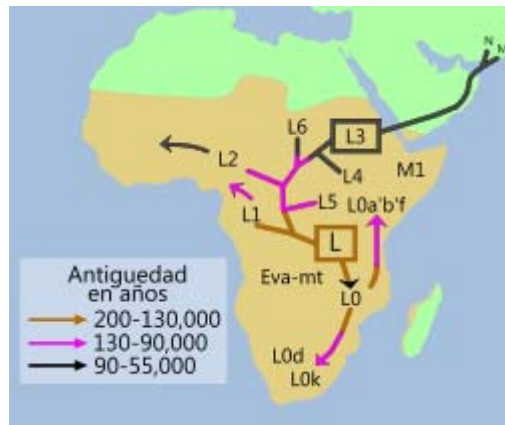 N
M
L6
L3
L2
L4
M1
L5
L0a'b'f
L1
L
Eva-mt
L0
Antiguedad
en años
200-130,000
130-90,000
90-55,000
L0d
L0k